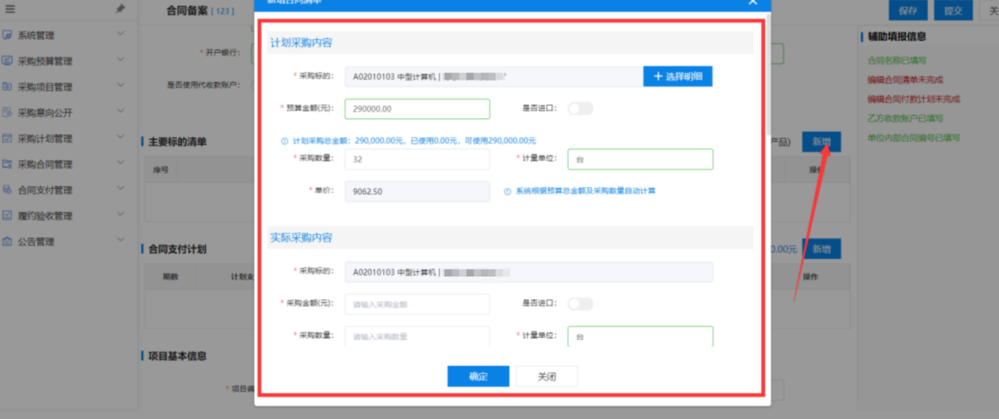 合同备案 [ 123 ]
新增合同清单
保存
提交
关
系统管理
采购预算管理
采购项目管理
采购意向公开
采购计划管理
采购合同管理
合同支付管理
履约验收管理
公告管理
* 开户银行：
是否使用代收款账户：
主要标的清单
产品)
新增
序号
操作
合同支付计划
0.00元
新增
期数
计划支
操作
项目基本信息
* 项目编
计划采购内容
* 采购标的：
A02010103 中型计算机 |
+ 选择明细
* 预算金额(元)：
290000.00
是否进口：
计划采购总金额：290,000.00元，已使用0.00元，可使用290,000.00元
* 采购数量：
32
* 计量单位：
台
* 单价：
9062.50
系统根据预算总金额及采购数量自动计算
实际采购内容
* 采购标的：
A02010103 中型计算机 |
* 采购金额(元)：
请输入采购金额
是否进口：
* 采购数量：
请输入采购数量
* 计量单位：
台
确定
关闭
辅助填报信息
合同名称已填写
编辑合同清单未完成
编辑合同付款计划未完成
乙方收款账户已填写
单位内部合同编号已填写